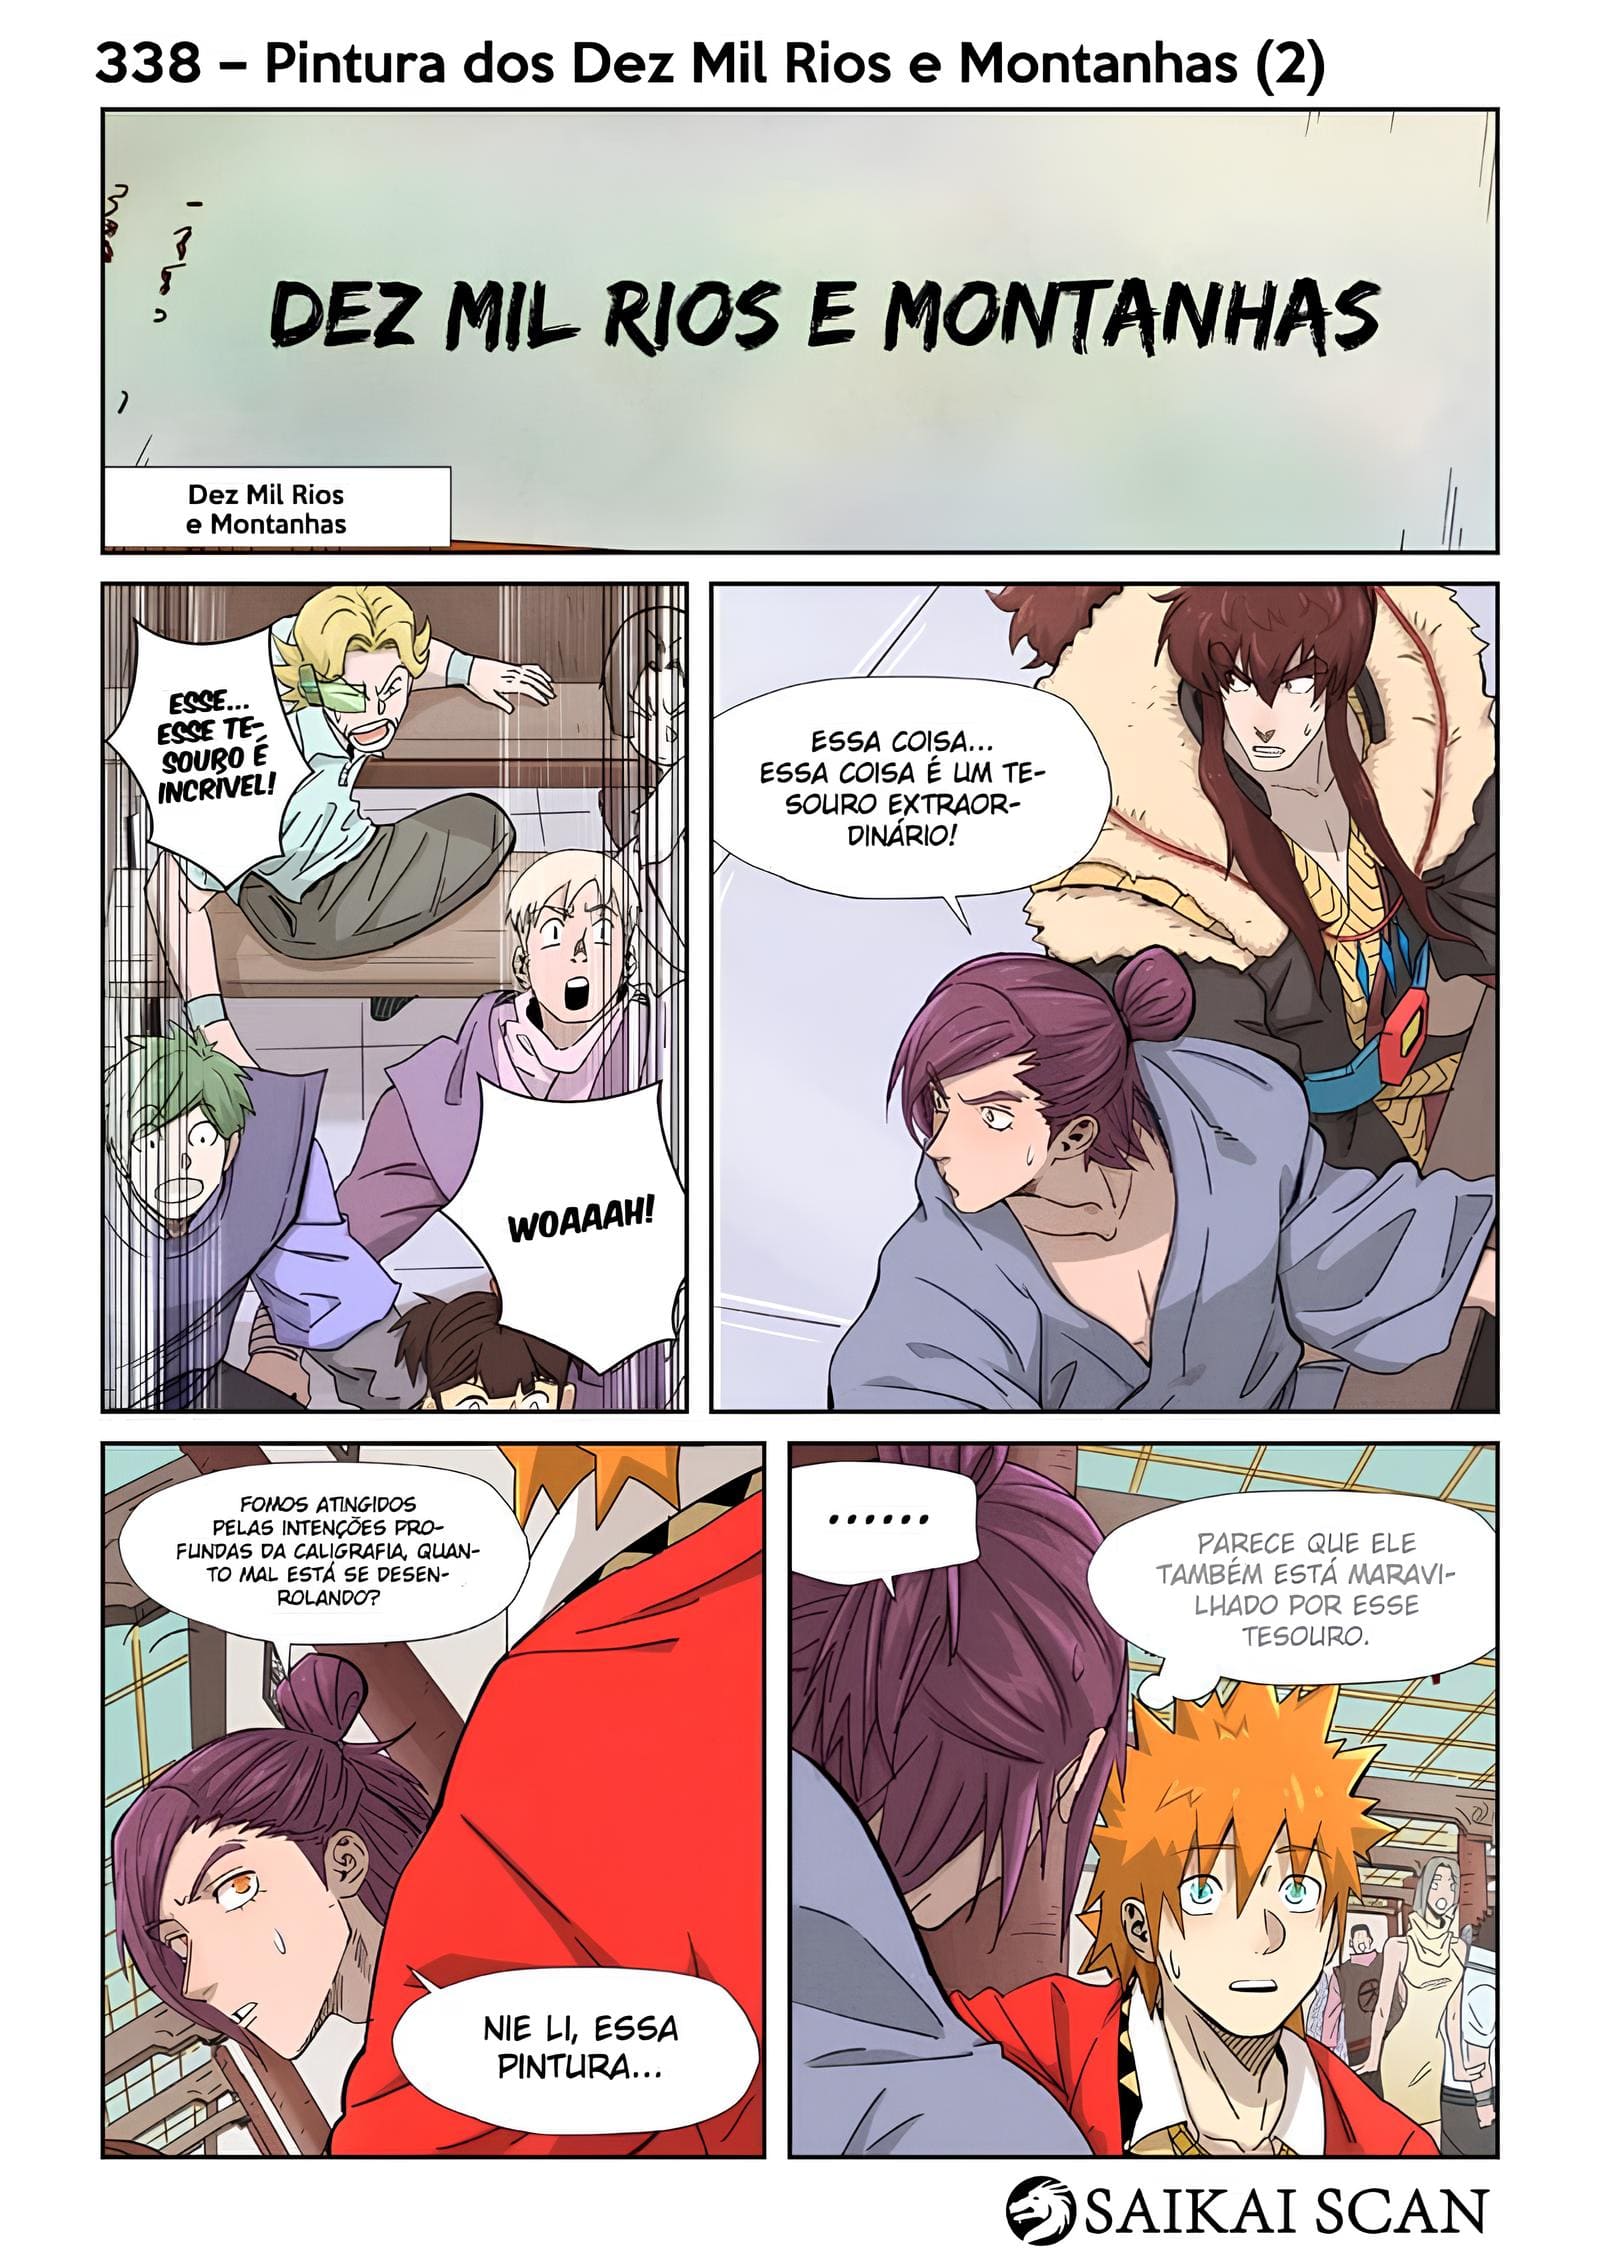 338 – Pintura dos Dez Mil Rios e Montanhas (2)
DEZ MIL RIOS E MONTANHAS
Dez Mil Rios
e Montanhas
ESSE...
ESSE TE-
SOURO É
INCRÍVEL!
WOAAAH!
ESSA COISA...
ESSA COISA É UM TE-
SOURO EXTRAOR-
DINÁRIO!
FOMOS ATINGIDOS
PELAS INTENÇÕES PRO-
FUNDAS DA CALIGRAFIA, QUAN-
TO MAL ESTÁ SE DESEN-
ROLANDO?
NIE LI, ESSA
PINTURA...
......
PARECE QUE ELE
TAMBÉM ESTÁ MARAVI-
LHADO POR ESSE
TESOURO.
SAIKAI SCAN